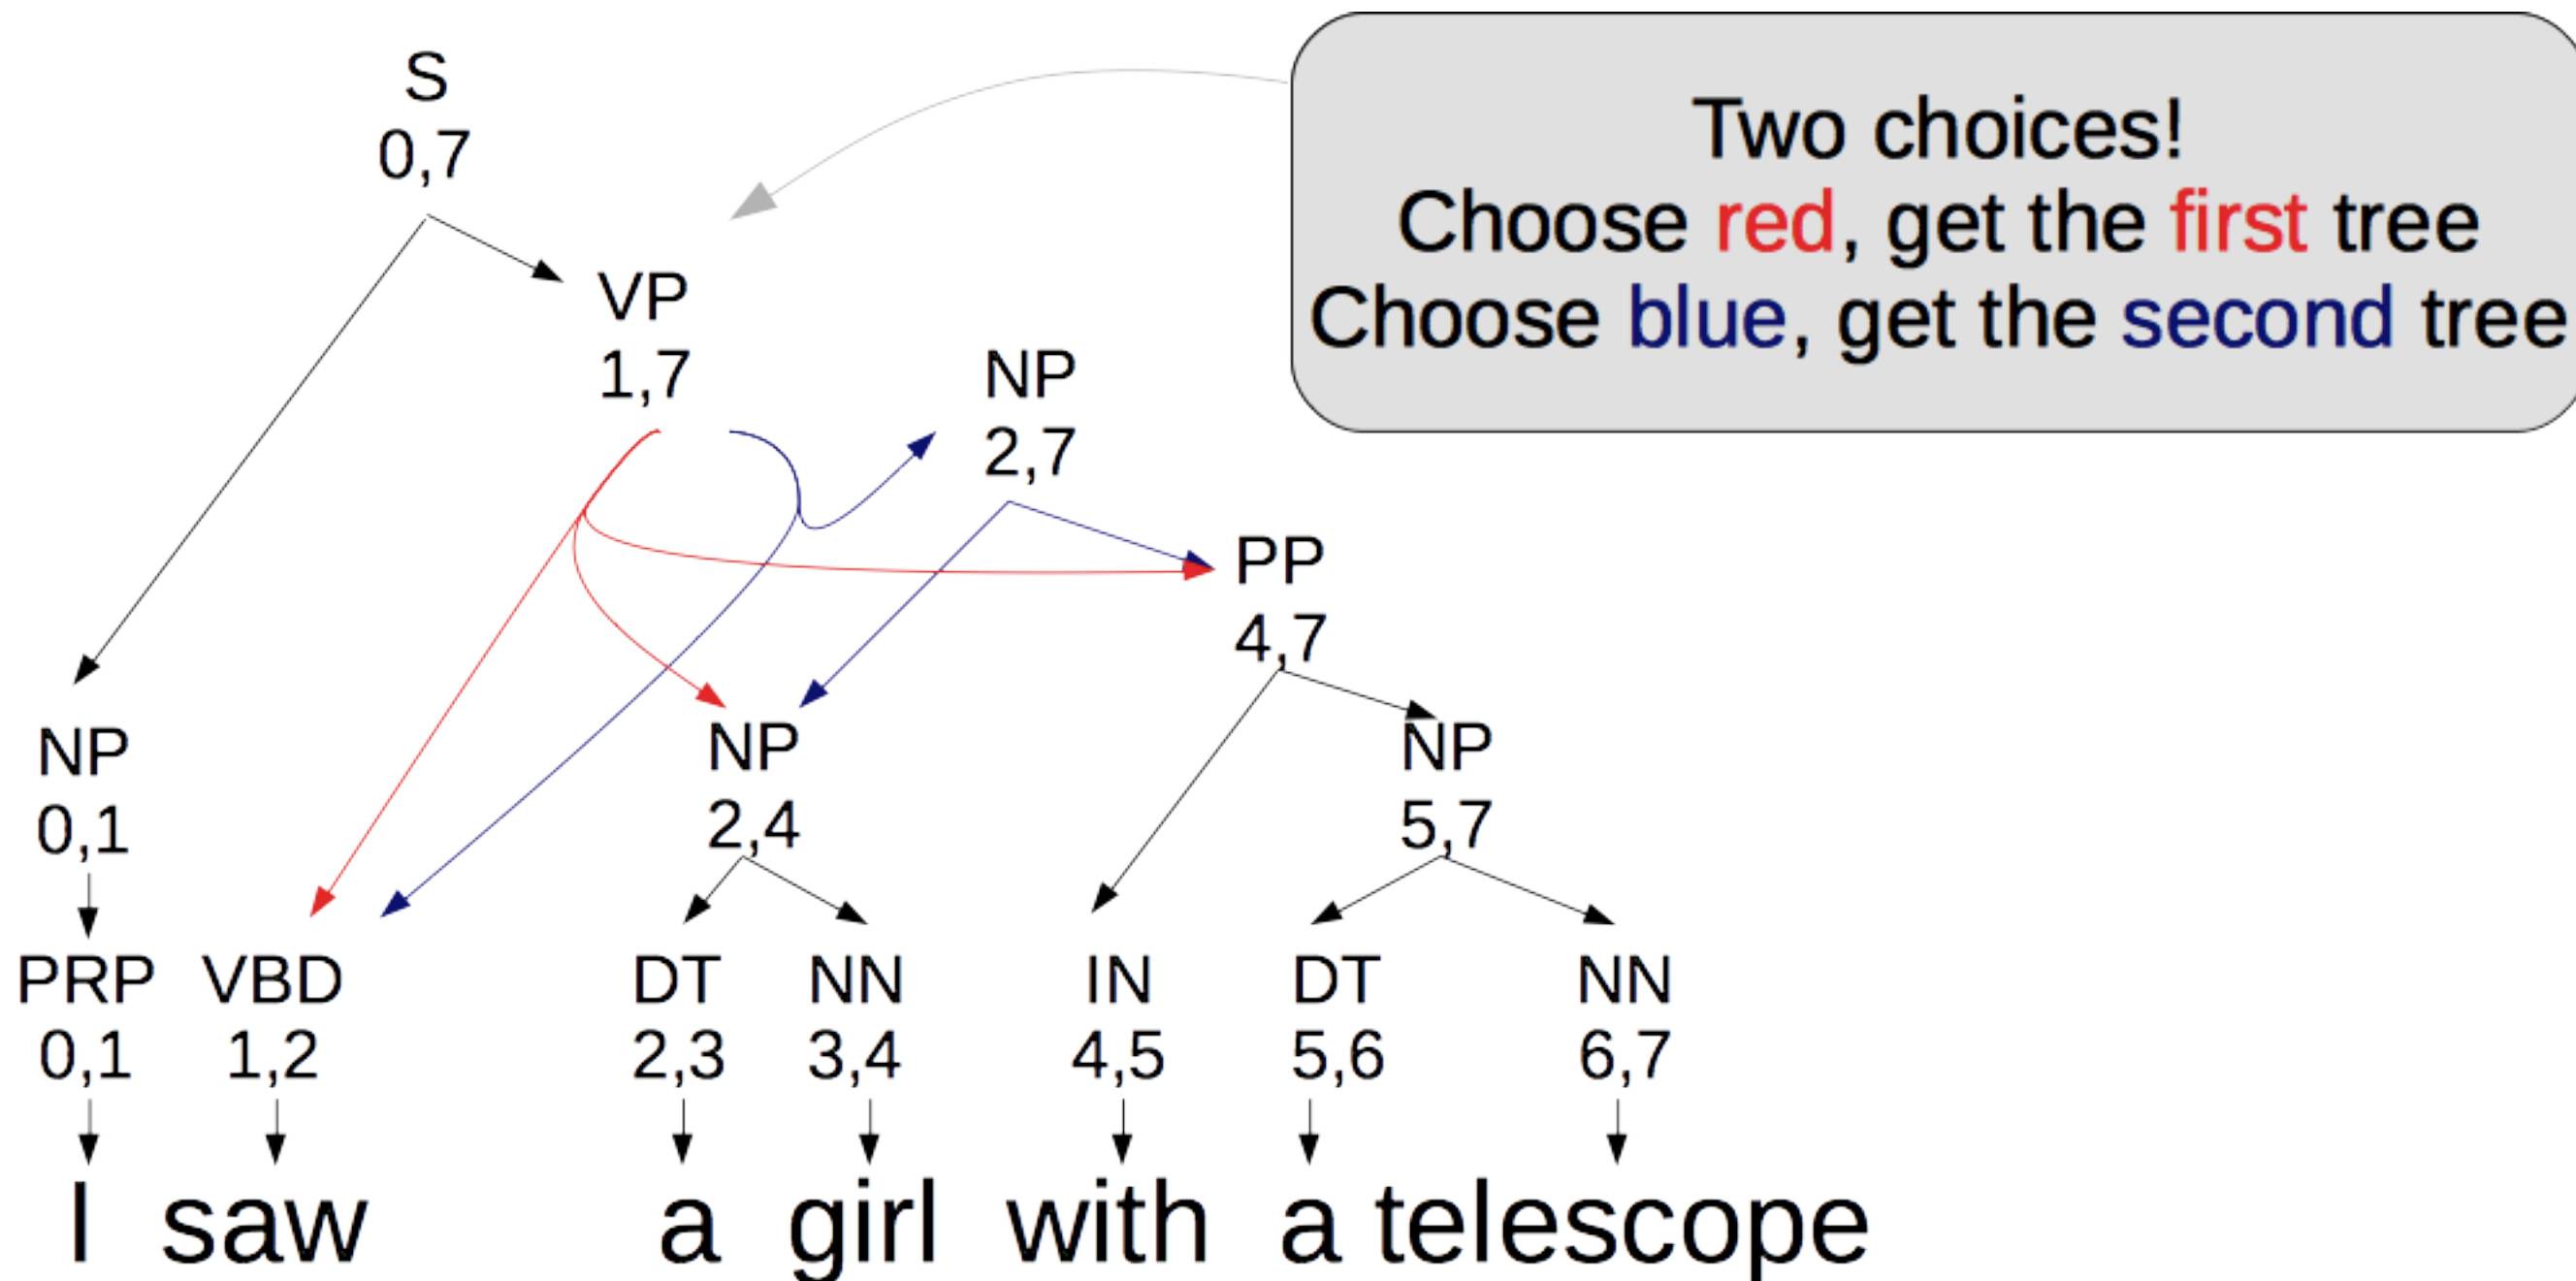 S
0,7
Two choices!
Choose red, get the first tree
Choose blue, get the second tree
VP
1,7
NP
2,7
PP
4,7
NP
0,1
NP
2,4
NP
5,7
PRP VBD DT NN IN DT NN
0,1 1,2 2,3 3,4 4,5 5,6 6,7
I saw a girl with a telescope